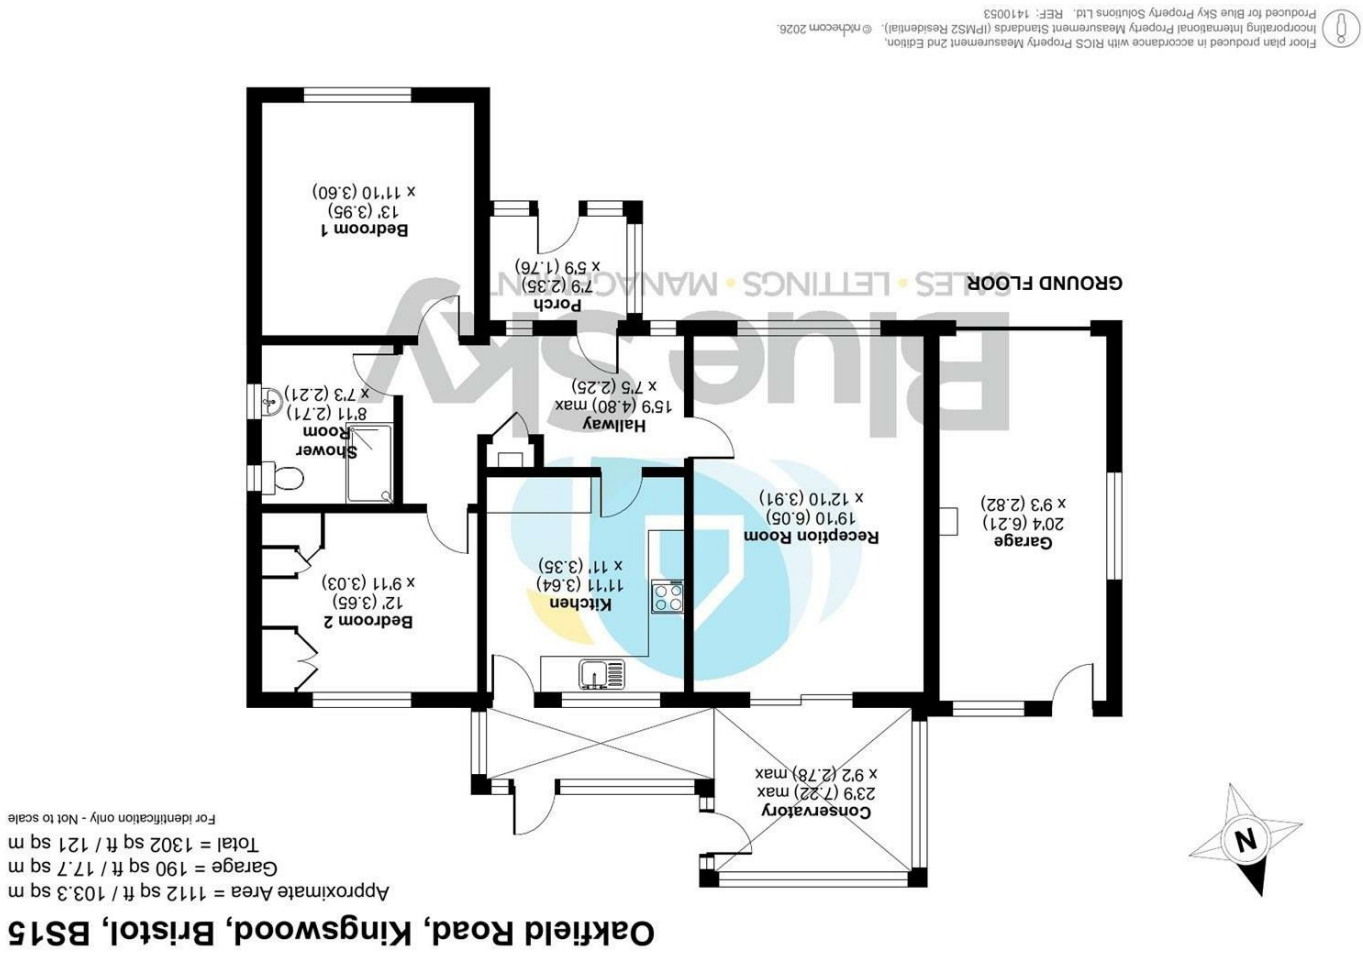 Oakfield Road, Kingswood, Bristol, BS15
Approximate Area = 1112 sq ft / 103.3 sq m
Garage = 190 sq ft / 17.7 sq m
Total = 1302 sq ft / 121 sq m
For identification only - Not to scale
N
Conservatory
23'9 (7.22) max
x 9'2 (2.78) max
Garage
20'4 (6.21)
x 9'3 (2.82)
Reception Room
19'10 (6.05)
x 12'10 (3.91)
Kitchen
11'11 (3.64)
x 11' (3.35)
Bedroom 2
12' (3.65)
x 9'11 (3.03)
Hallway
15'9 (4.80) max
x 7'5 (2.25)
Shower
Room
8'11 (2.71)
x 7'3 (2.21)
Blue Sky
SALES • LETTINGS • MANAGEMENT
GROUND FLOOR
Porch
7'9 (2.35)
x 5'9 (1.76)
Bedroom 1
13' (3.95)
x 11'10 (3.60)
Floor plan produced in accordance with RICS Property Measurement 2nd Edition,
Incorporating International Property Measurement Standards (IPMS2 Residential). © nichecom 2026.
Produced for Blue Sky Property Solutions Ltd. REF: 1410053